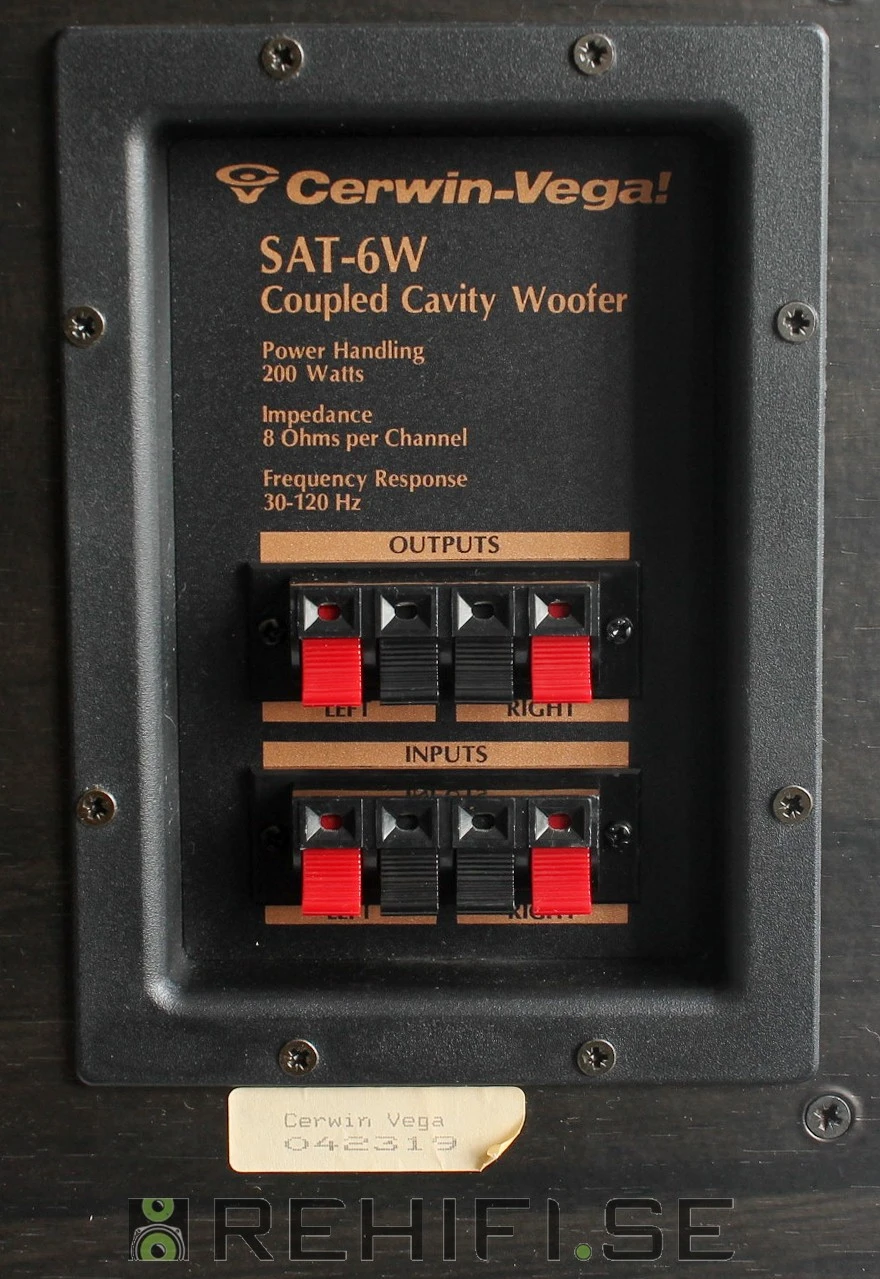 Cerwin-Vega!
SAT-6W
Coupled Cavity Woofer
Power Handling
200 Watts
Impedance
8 Ohms per Channel
Frequency Response
30-120 Hz
OUTPUTS
LEFT RIGHT
INPUTS
LEFT RIGHT
Cerwin Vega
042319
REHIFI.SE